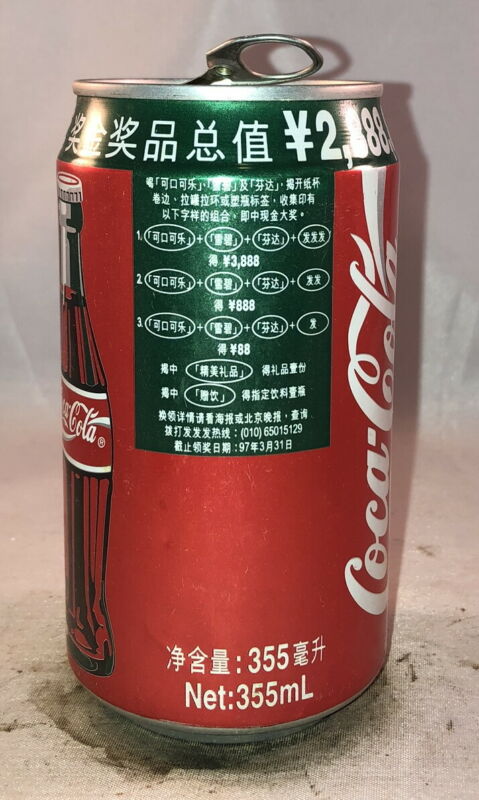 奖金奖品总值 ¥2,888
喝「可口可乐」·「雪碧」及「芬达」, 揭开纸杯
卷边、拉罐拉环或塑瓶标签, 收集印有
以下字样的组合, 即中现金大奖。
1.「可口可乐」+「雪碧」+「芬达」+发发发
得 ¥3,888
2.「可口可乐」+「雪碧」+「芬达」+发发
得 ¥888
3.「可口可乐」+「雪碧」+「芬达」+发
得 ¥88
揭中「精美礼品」得礼品壹份
揭中「赠饮」得指定饮料壹瓶
换领详情请看海报或北京晚报, 查询
拨打发发发热线: (010) 65015129
截止领奖日期: 97年3月31日
Coca-Cola®
Coca-Cola
净含量: 355毫升
Net:355mL